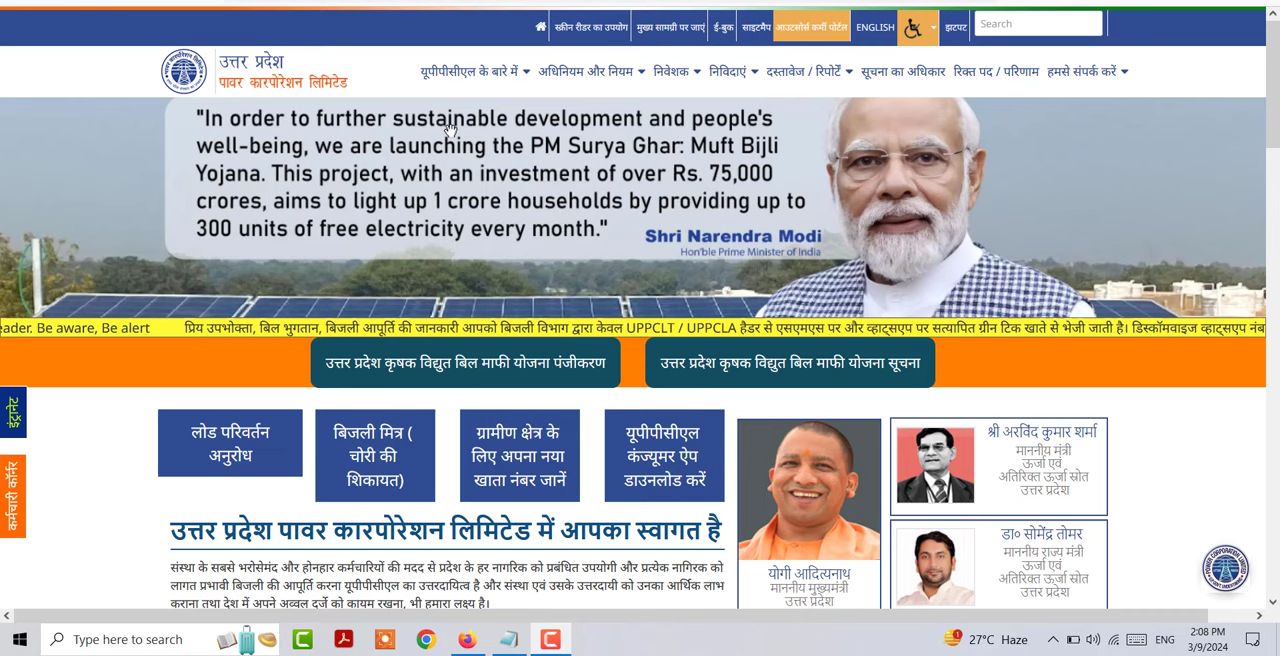 स्क्रीन रीडर का उपयोग मुख्य सामग्री पर जाएं ई-बुक साइटमैप आउटसोर्स कर्मी पोर्टल ENGLISH झटपट Search
उत्तर प्रदेश
पावर कारपोरेशन लिमिटेड
यूपीपीसीएल के बारे में अधिनियम और नियम निवेशक निविदाएं दस्तावेज / रिपोर्टें सूचना का अधिकार रिक्त पद / परिणाम हमसे संपर्क करें
"In order to further sustainable development and people's
well-being, we are launching the PM Surya Ghar: Muft Bijli
Yojana. This project, with an investment of over Rs. 75,000
crores, aims to light up 1 crore households by providing up to
300 units of free electricity every month."
Shri Narendra Modi
Hon'ble Prime Minister of India
eader. Be aware, Be alert प्रिय उपभोक्ता, बिल भुगतान, बिजली आपूर्ति की जानकारी आपको बिजली विभाग द्वारा केवल UPPCLT / UPPCLA हैडर से एसएमएस पर और व्हाट्सएप पर सत्यापित ग्रीन टिक खाते से भेजी जाती है। डिस्कॉमवाइज व्हाट्सएप नंब
उत्तर प्रदेश कृषक विद्युत बिल माफी योजना पंजीकरण
उत्तर प्रदेश कृषक विद्युत बिल माफी योजना सूचना
इंट्रानेट
कर्मचारी कॉर्नर
लोड परिवर्तन
अनुरोध
बिजली मित्र (
चोरी की
शिकायत)
ग्रामीण क्षेत्र के
लिए अपना नया
खाता नंबर जानें
यूपीपीसीएल
कंज्यूमर ऐप
डाउनलोड करें
उत्तर प्रदेश पावर कारपोरेशन लिमिटेड में आपका स्वागत है
संस्था के सबसे भरोसेमंद और होनहार कर्मचारियों की मदद से प्रदेश के हर नागरिक को प्रबंधित उपयोगी और प्रत्येक नागरिक को
लागत प्रभावी बिजली की आपूर्ति करना यूपीपीसीएल का उत्तरदायित्व है और संस्था एवं उसके उत्तरदायी को उनका आर्थिक लाभ
कराना तथा देश में अपने अव्वल दर्जे को कायम रखना, भी हमारा लक्ष्य है।
योगी आदित्यनाथ
माननीय मुख्यमंत्री
उत्तर प्रदेश
श्री अरविंद कुमार शर्मा
माननीय मंत्री
ऊर्जा एवं
अतिरिक्त ऊर्जा स्रोत
उत्तर प्रदेश
डा० सोमेंद्र तोमर
माननीय राज्य मंत्री
ऊर्जा एवं
अतिरिक्त ऊर्जा स्रोत
उत्तर प्रदेश
Type here to search
27°C Haze
ENG
2:08 PM
3/9/2024